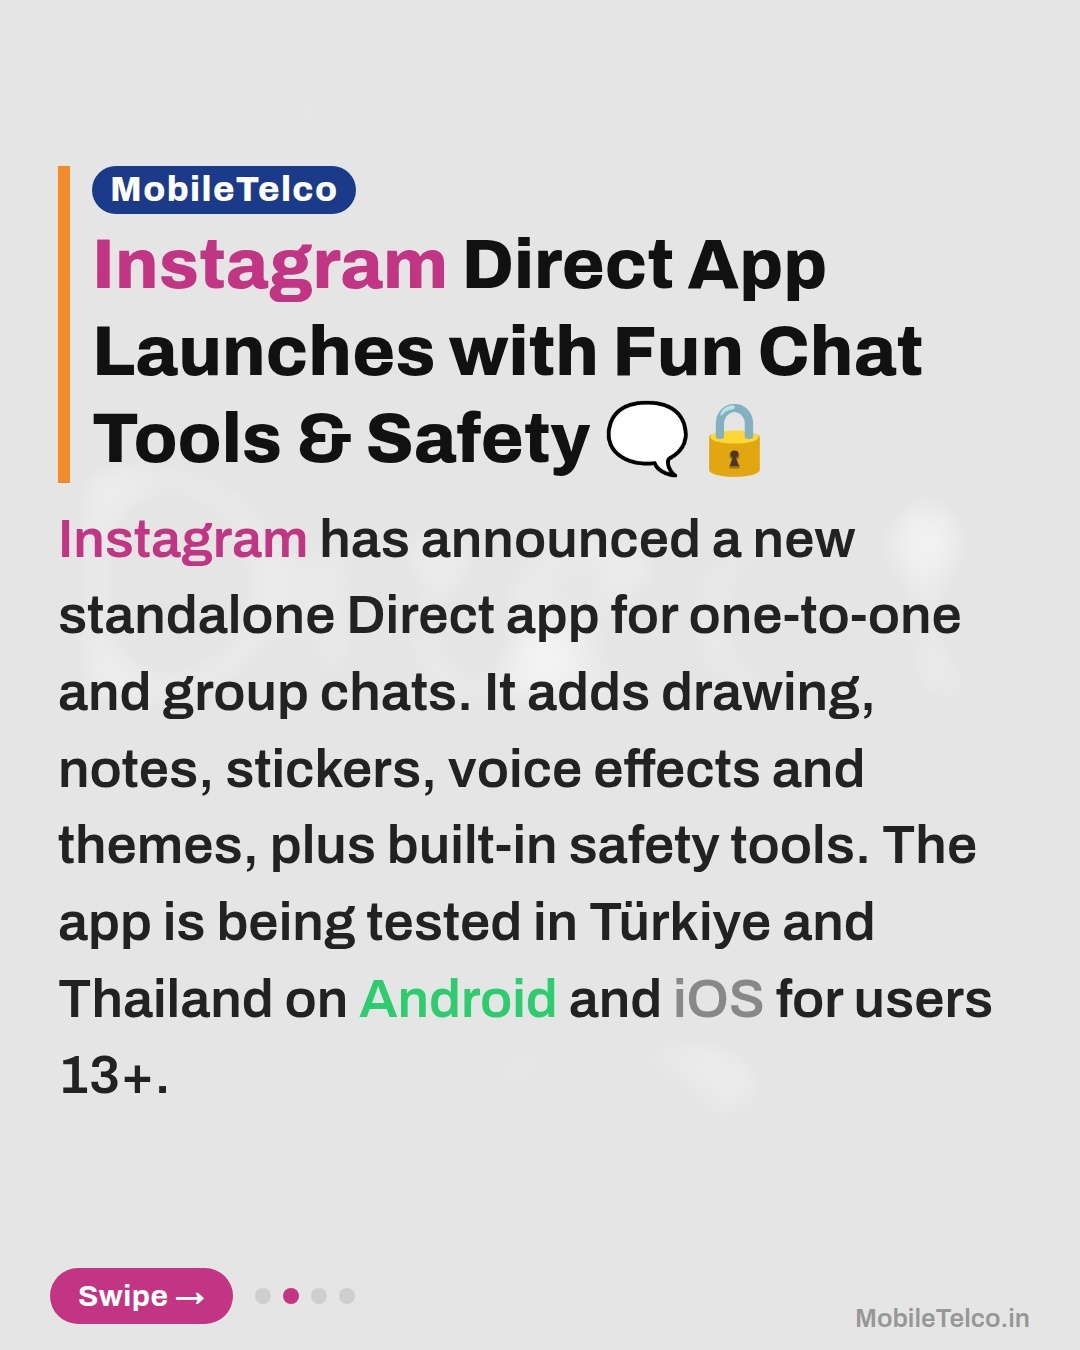 MobileTelco
Instagram Direct App
Launches with Fun Chat
Tools & Safety 🗨️🔒
Instagram has announced a new
standalone Direct app for one-to-one
and group chats. It adds drawing,
notes, stickers, voice effects and
themes, plus built-in safety tools. The
app is being tested in Türkiye and
Thailand on Android and iOS for users
13+.
Swipe →
MobileTelco.in